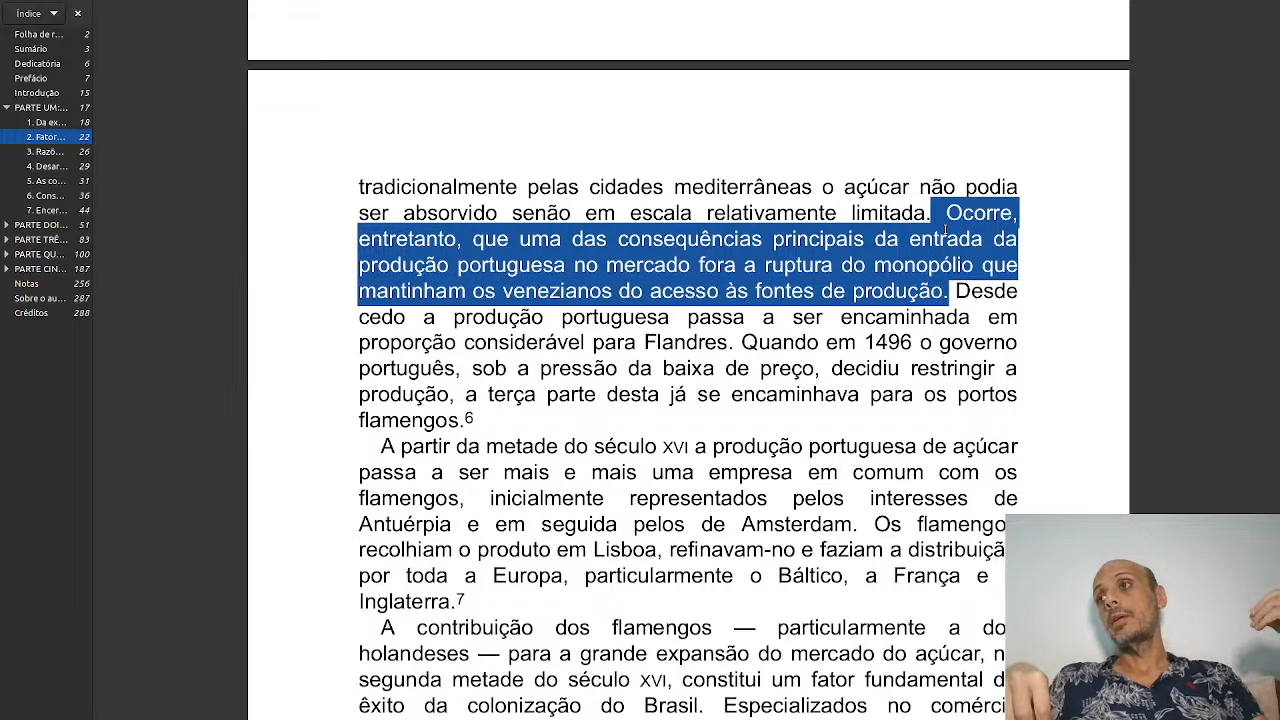 Índice
Folha de r... 2
Sumário 3
Dedicatória 6
Prefácio 7
Introdução 15
PARTE UM:... 17
1. Da ex... 18
2. Fator... 22
3. Razõ... 26
4. Desar... 29
5. As co... 31
6. Cons... 36
7. Encer... 44
PARTE DOI... 51
PARTE TRÊ... 83
PARTE QU... 100
PARTE CIN... 187
Notas 256
Sobre o au... 287
Créditos 288
tradicionalmente pelas cidades mediterrâneas o açúcar não podia
ser absorvido senão em escala relativamente limitada. Ocorre,
entretanto, que uma das consequências principais da entrada da
produção portuguesa no mercado fora a ruptura do monopólio que
mantinham os venezianos do acesso às fontes de produção. Desde
cedo a produção portuguesa passa a ser encaminhada em
proporção considerável para Flandres. Quando em 1496 o governo
português, sob a pressão da baixa de preço, decidiu restringir a
produção, a terça parte desta já se encaminhava para os portos
flamengos.6
A partir da metade do século XVI a produção portuguesa de açúcar
passa a ser mais e mais uma empresa em comum com os
flamengos, inicialmente representados pelos interesses de
Antuérpia e em seguida pelos de Amsterdam. Os flamengo
recolhiam o produto em Lisboa, refinavam-no e faziam a distribuiçã
por toda a Europa, particularmente o Báltico, a França e
Inglaterra.7
A contribuição dos flamengos — particularmente a do
holandeses — para a grande expansão do mercado do açúcar, n
segunda metade do século XVI, constitui um fator fundamental d
êxito da colonização do Brasil. Especializados no comérci